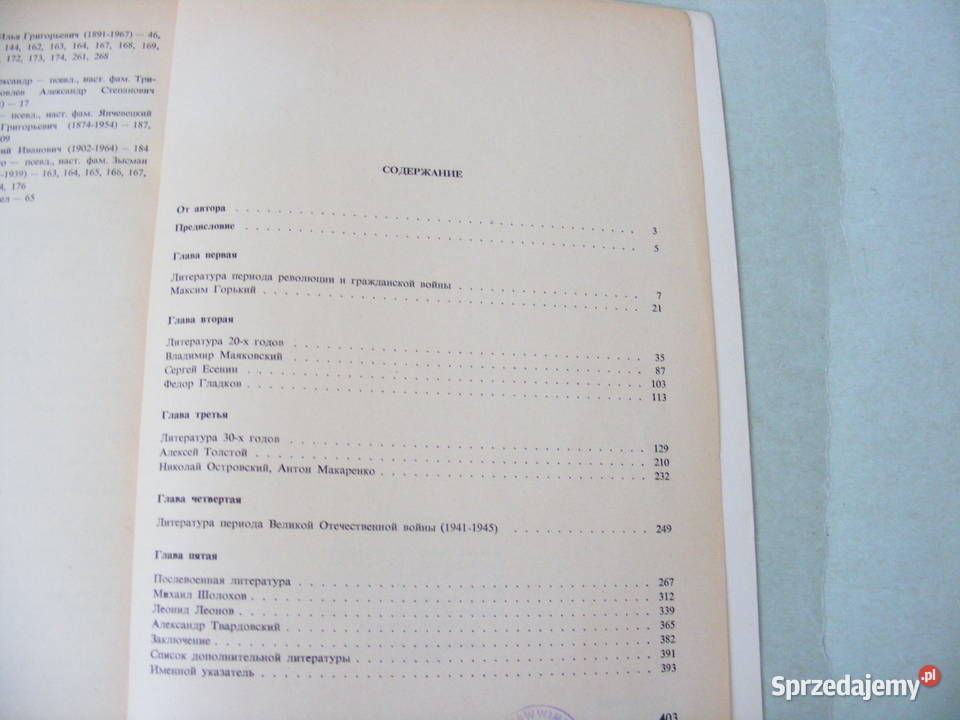 Илья Григорьевич (1891-1967) — 46,
144, 162, 163, 164, 167, 168, 169,
172, 173, 174, 261, 268
ександр — псевд., наст. фам. Три-
овлев Александр Степанович
) — 17
— псевд., наст. фам. Янчевецкий
Григорьевич (1874-1954) — 187,
09
ий Иванович (1902-1964) — 184
о — псевд., наст. фам. Зысман
-1939) — 163, 164, 165, 166, 167,
4, 176
ел — 65
СОДЕРЖАНИЕ
От автора . . . . . . . . . . 3
Предисловие . . . . . . . . . . 5
Глава первая
Литература периода революции и гражданской войны . . . . . . . . . . 7
Максим Горький . . . . . . . . . . 21
Глава вторая
Литература 20-х годов . . . . . . . . . . 35
Владимир Маяковский . . . . . . . . . . 87
Сергей Есенин . . . . . . . . . . 103
Федор Гладков . . . . . . . . . . 113
Глава третья
Литература 30-х годов . . . . . . . . . . 129
Алексей Толстой . . . . . . . . . . 210
Николай Островский, Антон Макаренко . . . . . . . . . . 232
Глава четвертая
Литература периода Великой Отечественной войны (1941-1945) . . . . . . . . . . 249
Глава пятая
Послевоенная литература . . . . . . . . . . 267
Михаил Шолохов . . . . . . . . . . 312
Леонид Леонов . . . . . . . . . . 339
Александр Твардовский . . . . . . . . . . 365
Заключение . . . . . . . . . . 382
Список дополнительной литературы . . . . . . . . . . 391
Именной указатель . . . . . . . . . . 393
403
Sprzedajemy.pl